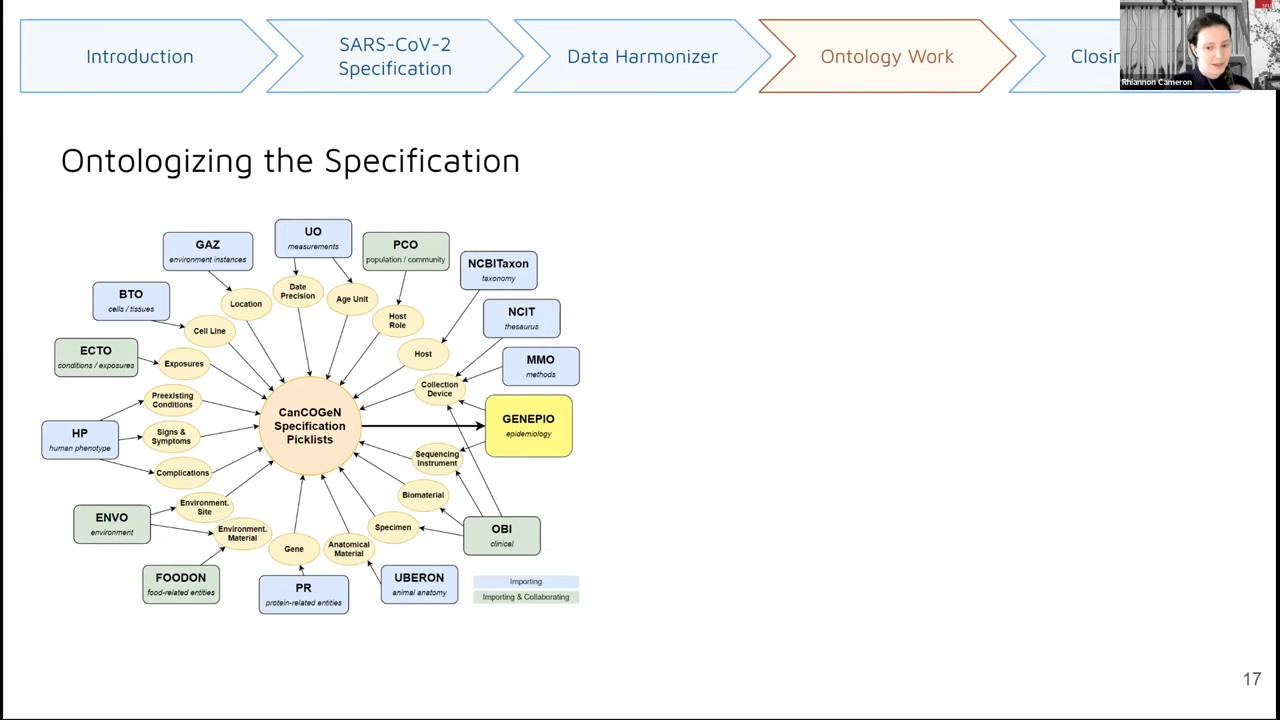 Introduction
SARS-CoV-2
Specification
Data Harmonizer
Ontology Work
Rhiannon Cameron
Ontologizing the Specification
GAZ
environment instances
UO
measurements
PCO
population / community
NCBITaxon
taxonomy
BTO
cells / tissues
NCIT
thesaurus
ECTO
conditions / exposures
MMO
methods
HP
human phenotype
GENEPIO
epidemiology
ENVO
environment
OBI
clinical
FOODON
food-related entities
PR
protein-related entities
UBERON
animal anatomy
Location
Date
Precision
Age Unit
Host
Role
Cell Line
Host
Exposures
Collection
Device
Preexisting
Conditions
Signs &
Symptoms
Complications
CanCOGeN
Specification
Picklists
Sequencing
Instrument
Biomaterial
Environment.
Site
Environment.
Material
Gene
Anatomical
Material
Specimen
Importing
Importing & Collaborating
17